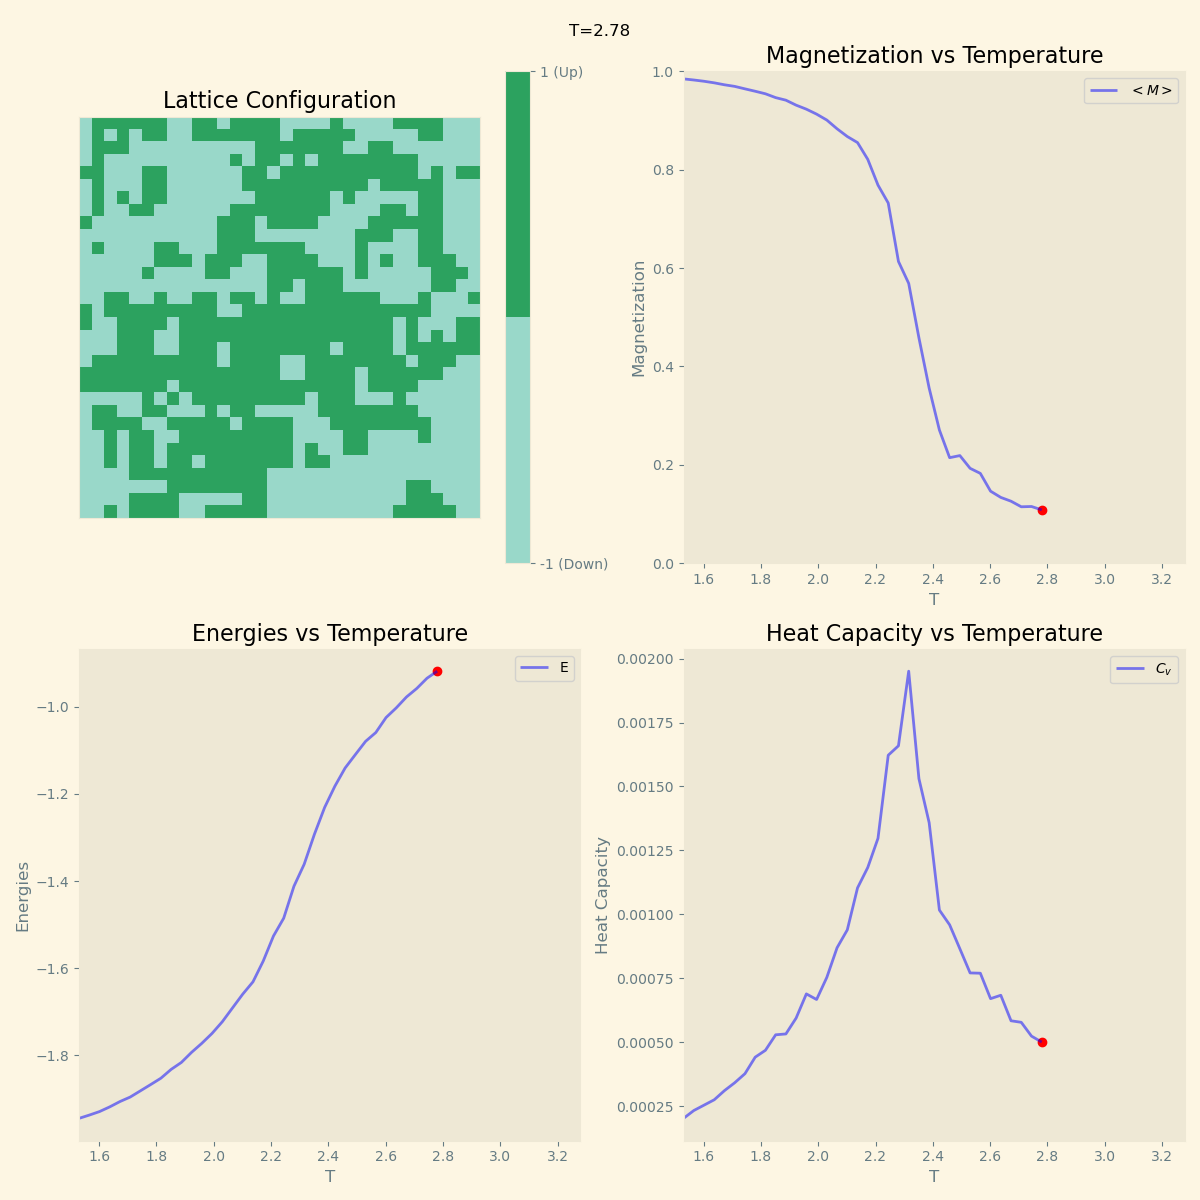 T=2.78
Lattice Configuration
1 (Up)
-1 (Down)
Magnetization vs Temperature
<M>
Magnetization
1.0
0.8
0.6
0.4
0.2
0.0
1.6 1.8 2.0 2.2 2.4 2.6 2.8 3.0 3.2
T
Energies vs Temperature
E
Energies
−1.0
−1.2
−1.4
−1.6
−1.8
1.6 1.8 2.0 2.2 2.4 2.6 2.8 3.0 3.2
T
Heat Capacity vs Temperature
Cv
Heat Capacity
0.00200
0.00175
0.00150
0.00125
0.00100
0.00075
0.00050
0.00025
1.6 1.8 2.0 2.2 2.4 2.6 2.8 3.0 3.2
T